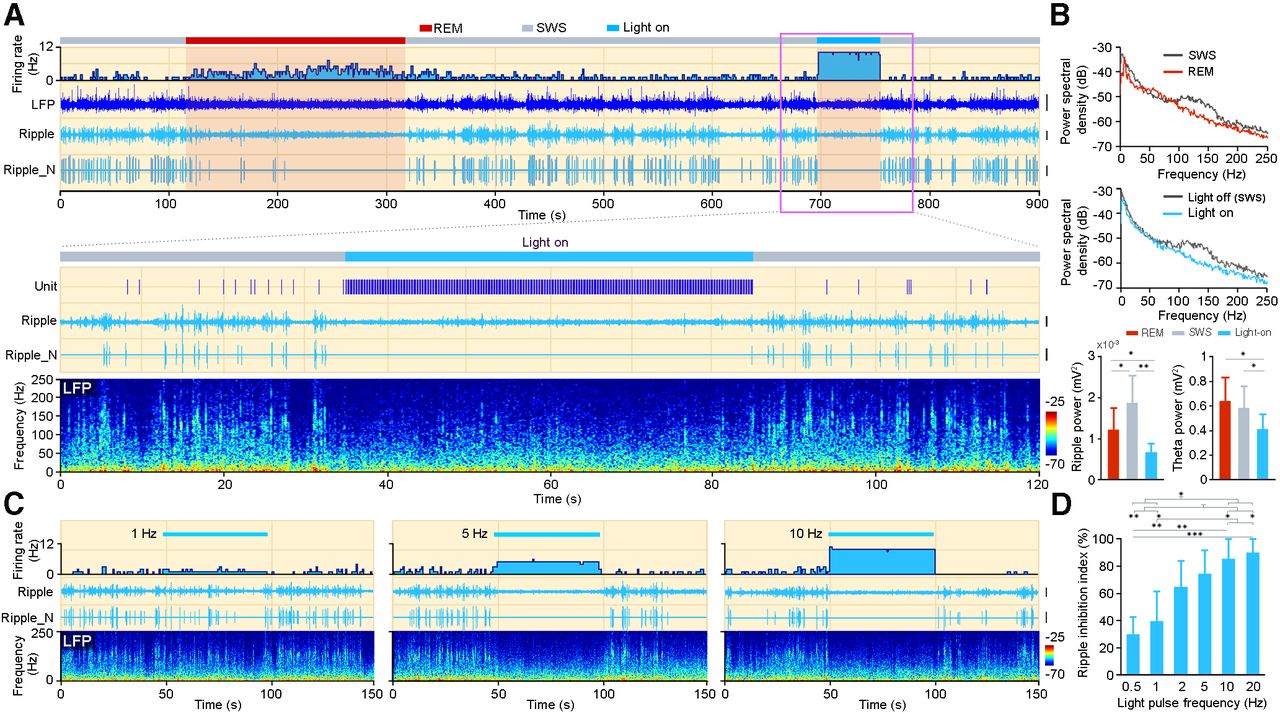 A
REM SWS Light on
Firing rate (Hz)
12
0
LFP
Ripple
Ripple_N
0 100 200 300 400 500 600 700 800 900
Time (s)
Light on
Unit
Ripple
Ripple_N
Frequency (Hz)
250
200
150
100
50
0
LFP
-25
-70
0 20 40 60 80 100 120
Time (s)
B
Power spectral density (dB)
-30
-40
-50
-60
-70
SWS
REM
0 50 100 150 200 250
Frequency (Hz)
Power spectral density (dB)
-30
-40
-50
-60
-70
Light off (SWS)
Light on
0 50 100 150 200 250
Frequency (Hz)
REM SWS Light-on
x10-3
Ripple power (mV2)
3
2
1
0
* * **
Theta power (mV2)
1
0.8
0.6
0.4
0.2
0
* *
C
1 Hz 5 Hz 10 Hz
Firing rate (Hz)
12
0
12
0
12
0
Ripple
Ripple_N
Frequency (Hz)
250
0
LFP
0 50 100 150
Time (s)
0 50 100 150
Time (s)
0 50 100 150
Time (s)
-25
-70
D
*
** * * *
** **
***
Ripple inhibition index (%)
100
80
60
40
20
0
0.5 1 2 5 10 20
Light pulse frequency (Hz)